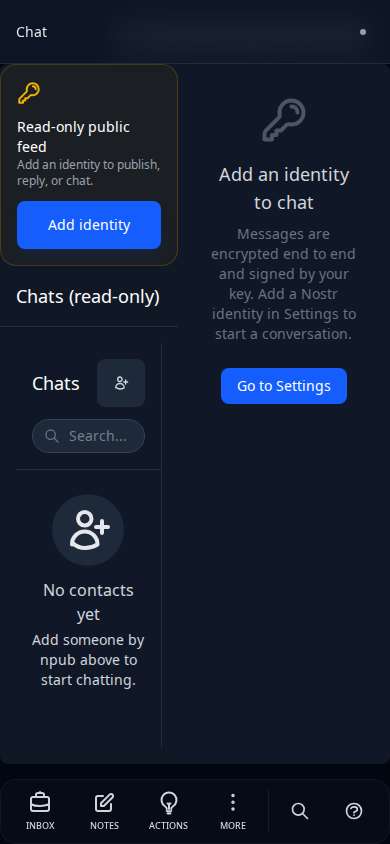 Chat
Read-only public
feed
Add an identity to publish,
reply, or chat.
Add identity
Chats (read-only)
Chats
Search...
No contacts
yet
Add someone by
npub above to
start chatting.
Add an identity
to chat
Messages are
encrypted end to end
and signed by your
key. Add a Nostr
identity in Settings to
start a conversation.
Go to Settings
INBOX
NOTES
ACTIONS
MORE